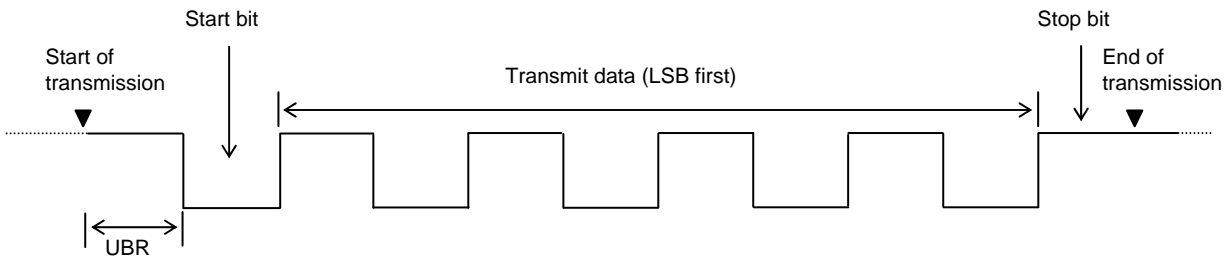 Start bit
Stop bit
Start of
transmission
Transmit data (LSB first)
End of
transmission
UBR